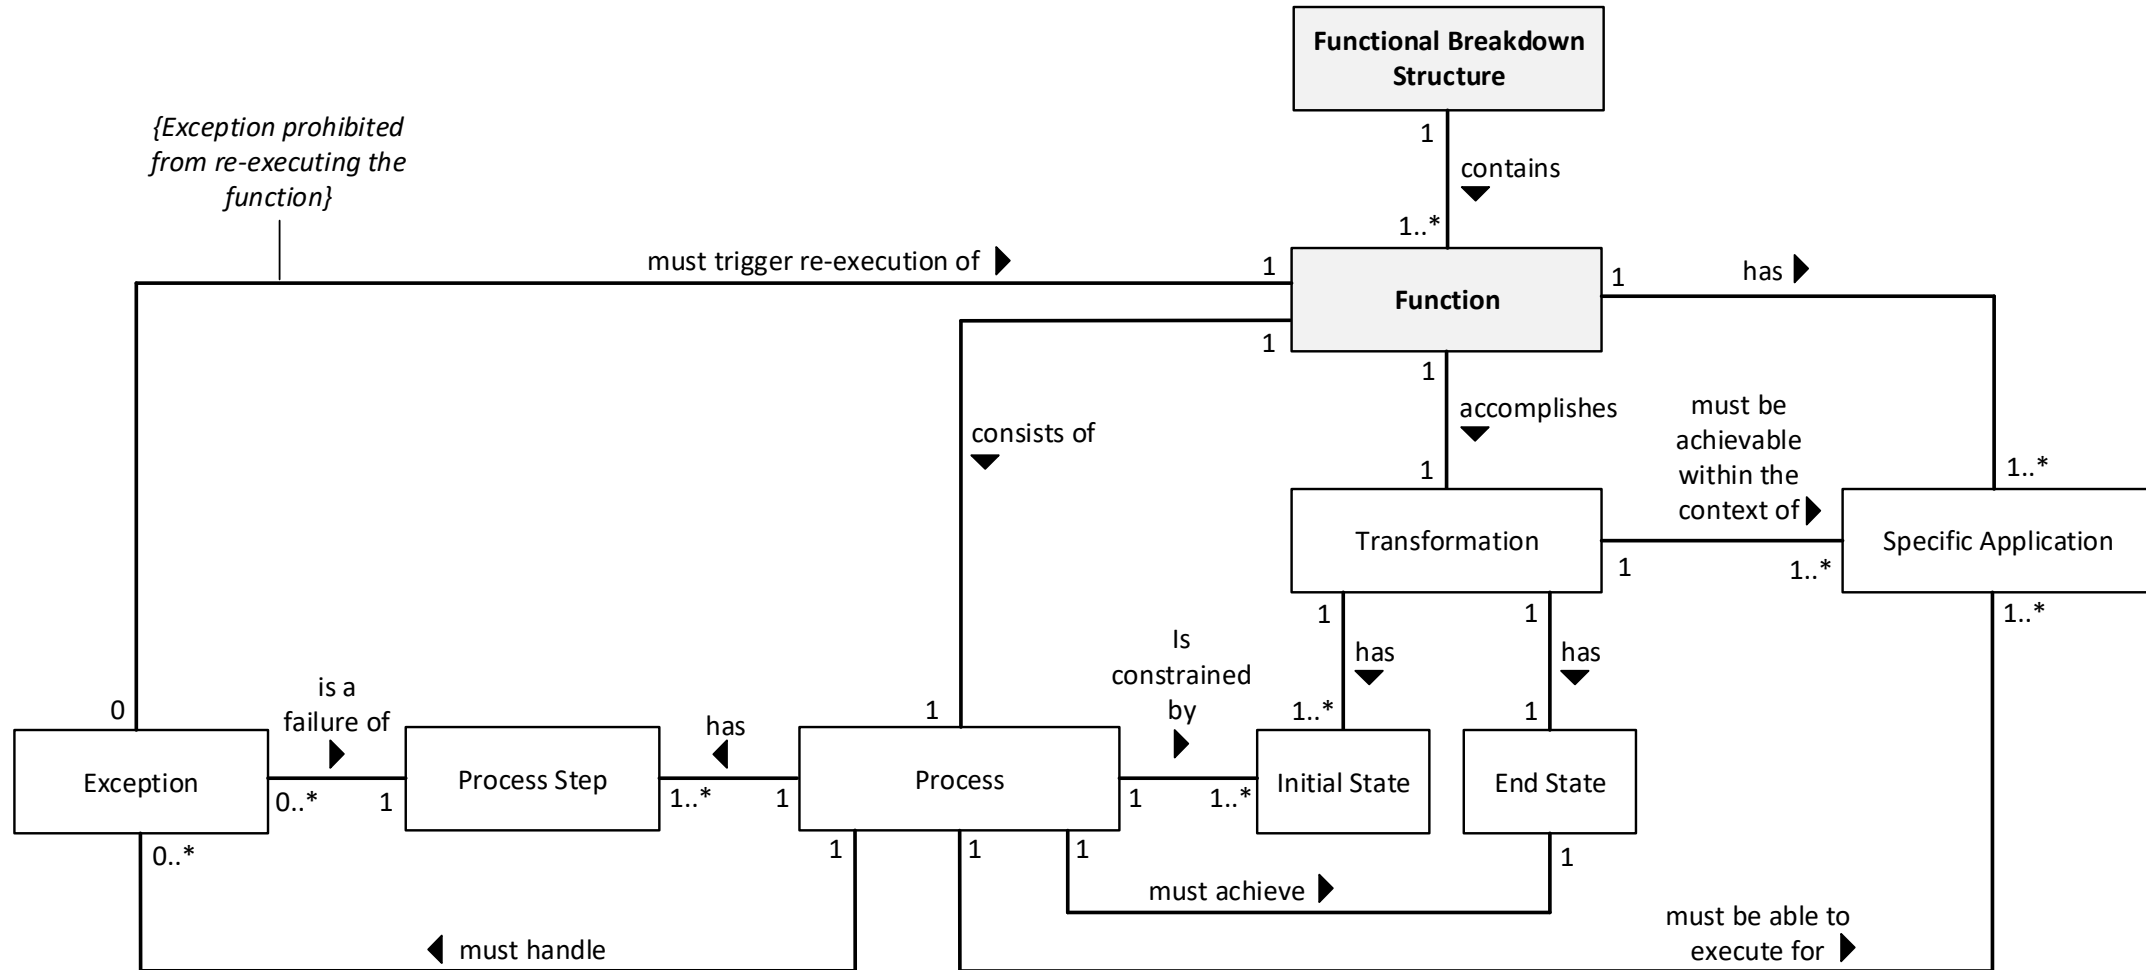 Functional Breakdown
Structure
1
contains
1..*
{Exception prohibited
from re-executing the
function}
must trigger re-execution of
1
Function
1
has
1
1
accomplishes
1
consists of
must be
achievable
within the
context of
1..*
Transformation
1
1..*
Specific Application
1
1
1..*
Is
constrained
by
has
has
1..*
1
0
is a
failure of
has
1
Exception
0..*
1
Process Step
1..*
1
Process
1
1..*
Initial State
End State
0..*
1
1
1
1
must achieve
must handle
must be able to
execute for